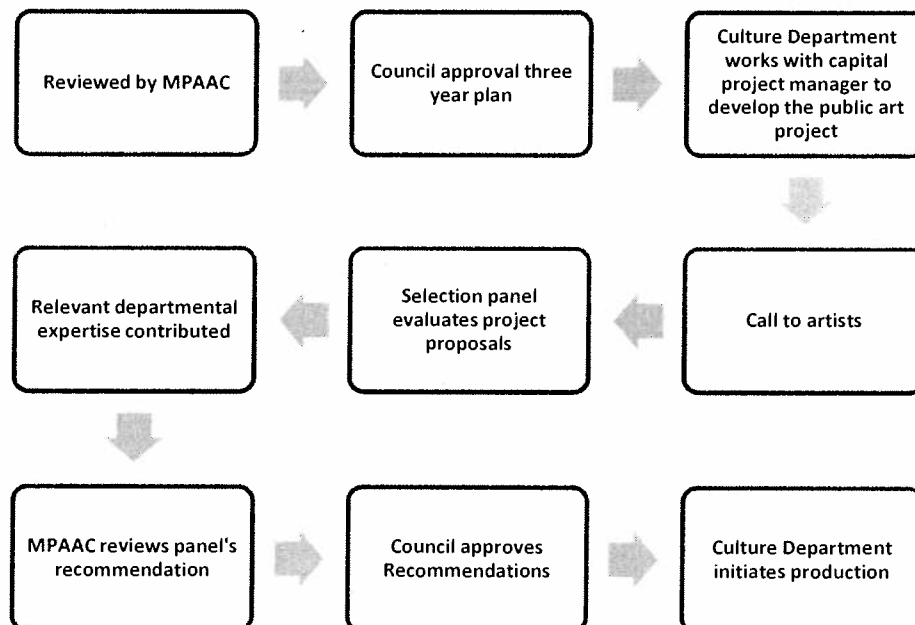 Reviewed by MPAAC
Council approval three
year plan
Culture Department
works with capital
project manager to
develop the public art
project
Call to artists
Selection panel
evaluates project
proposals
Relevant departmental
expertise contributed
MPAAC reviews panel's
recommendation
Council approves
Recommendations
Culture Department
initiates production